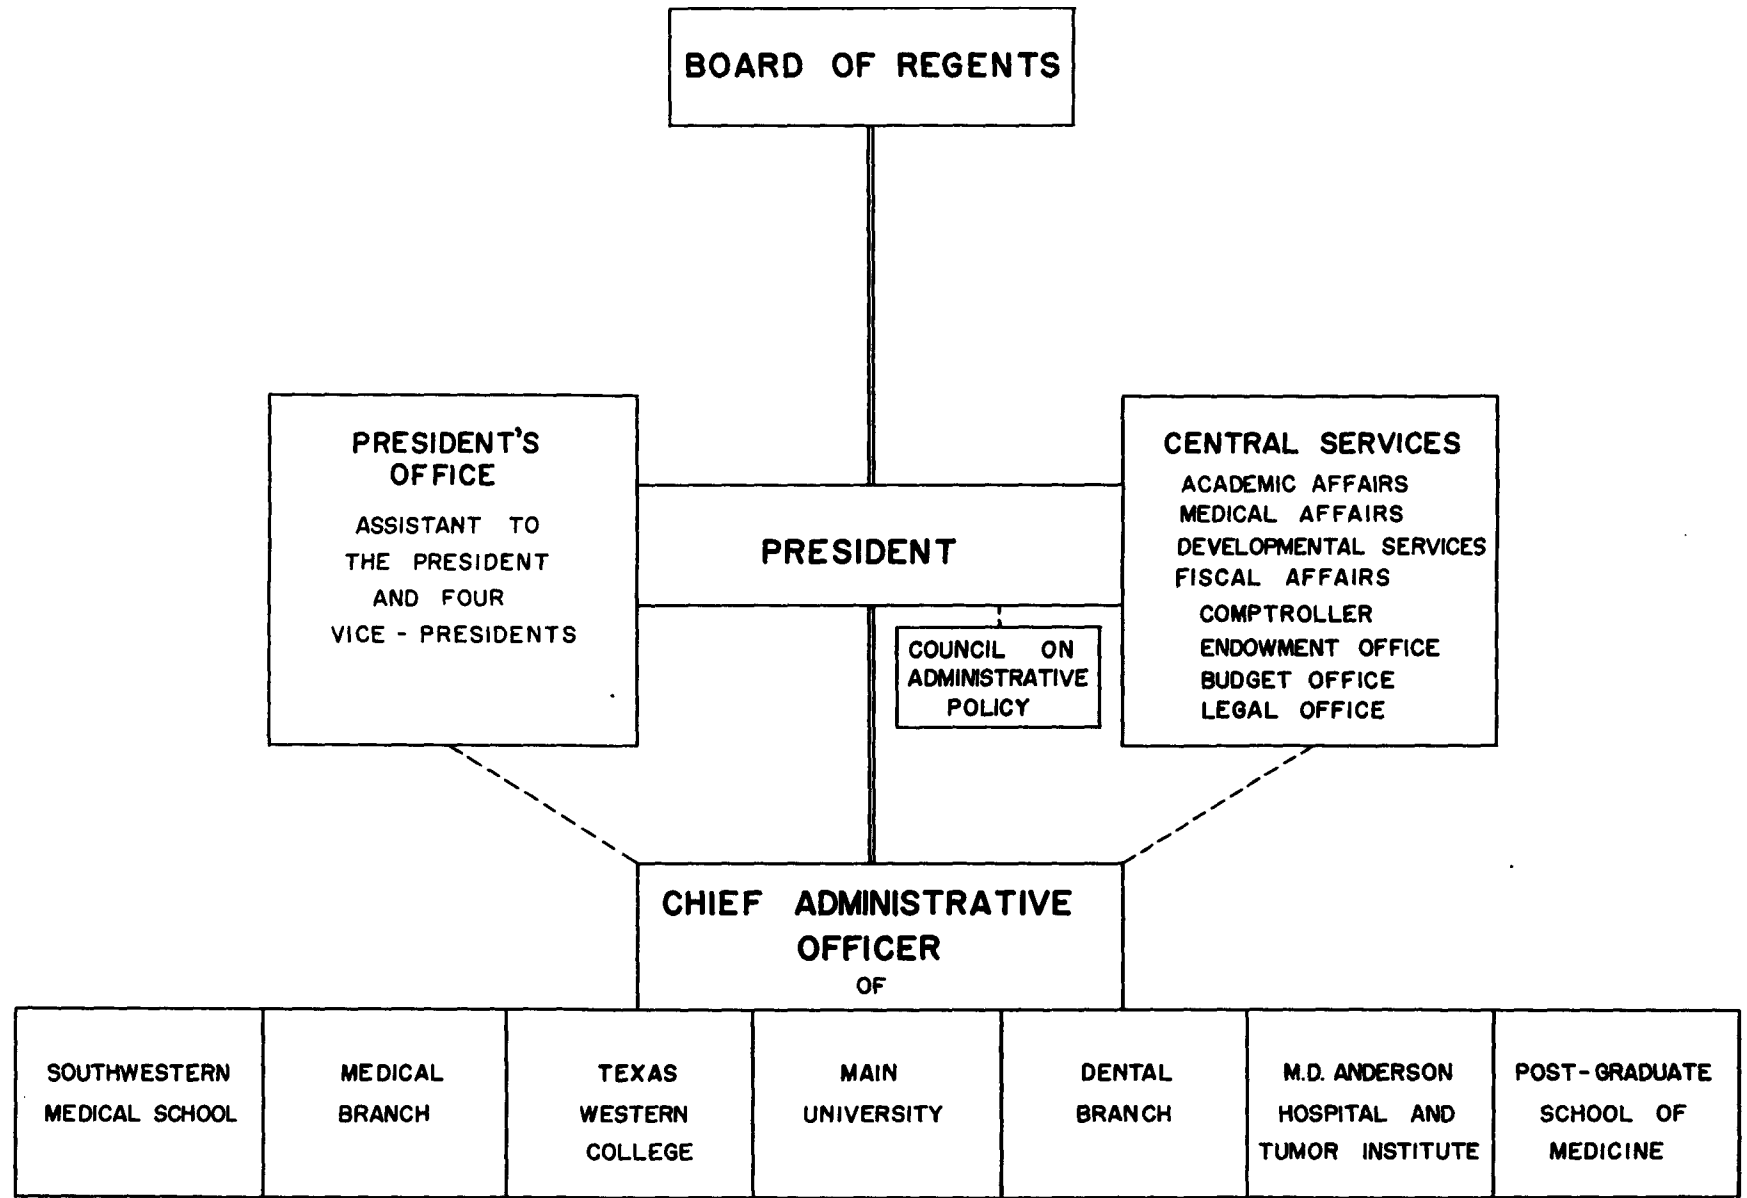 BOARD OF REGENTS
PRESIDENT'S
OFFICE
ASSISTANT TO
THE PRESIDENT
AND FOUR
VICE - PRESIDENTS
PRESIDENT
COUNCIL ON
ADMINISTRATIVE
POLICY
CENTRAL SERVICES
ACADEMIC AFFAIRS
MEDICAL AFFAIRS
DEVELOPMENTAL SERVICES
FISCAL AFFAIRS
COMPTROLLER
ENDOWMENT OFFICE
BUDGET OFFICE
LEGAL OFFICE
CHIEF ADMINISTRATIVE
OFFICER
OF
SOUTHWESTERN
MEDICAL SCHOOL
MEDICAL
BRANCH
TEXAS
WESTERN
COLLEGE
MAIN
UNIVERSITY
DENTAL
BRANCH
M.D. ANDERSON
HOSPITAL AND
TUMOR INSTITUTE
POST-GRADUATE
SCHOOL OF
MEDICINE